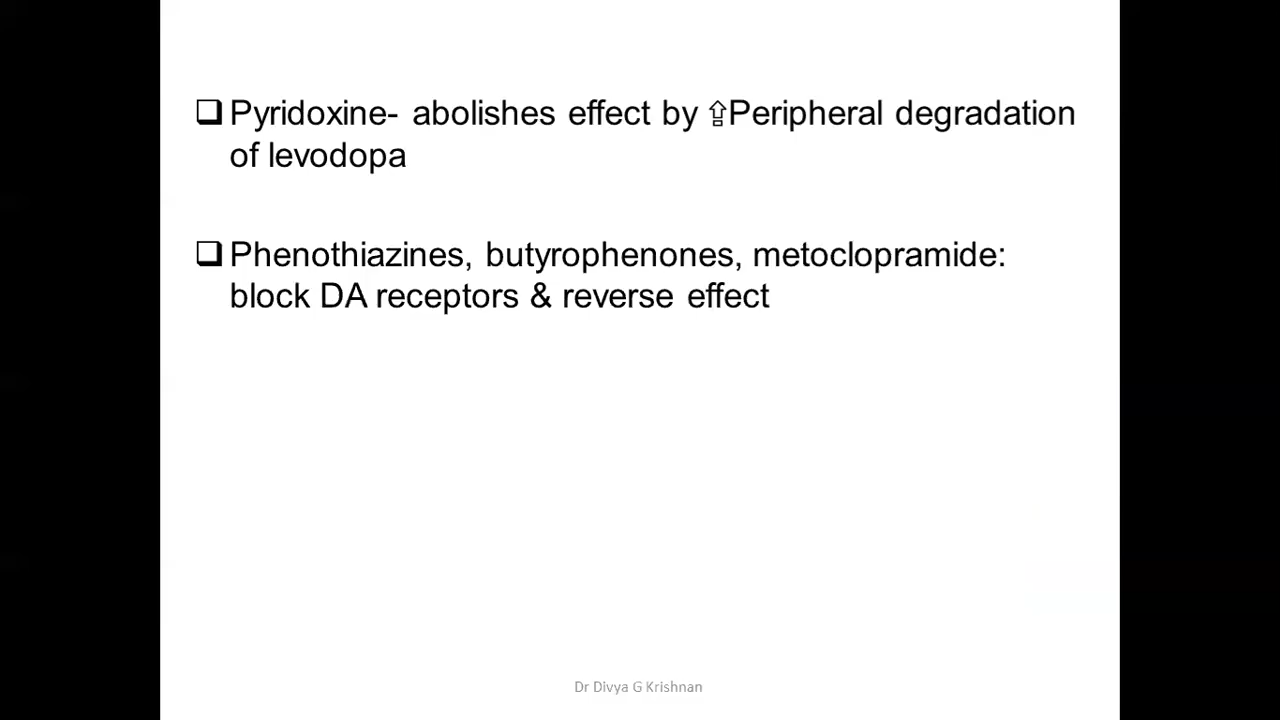 ❑ Pyridoxine- abolishes effect by ⇫Peripheral degradation
of levodopa
❑ Phenothiazines, butyrophenones, metoclopramide:
block DA receptors & reverse effect
Dr Divya G Krishnan